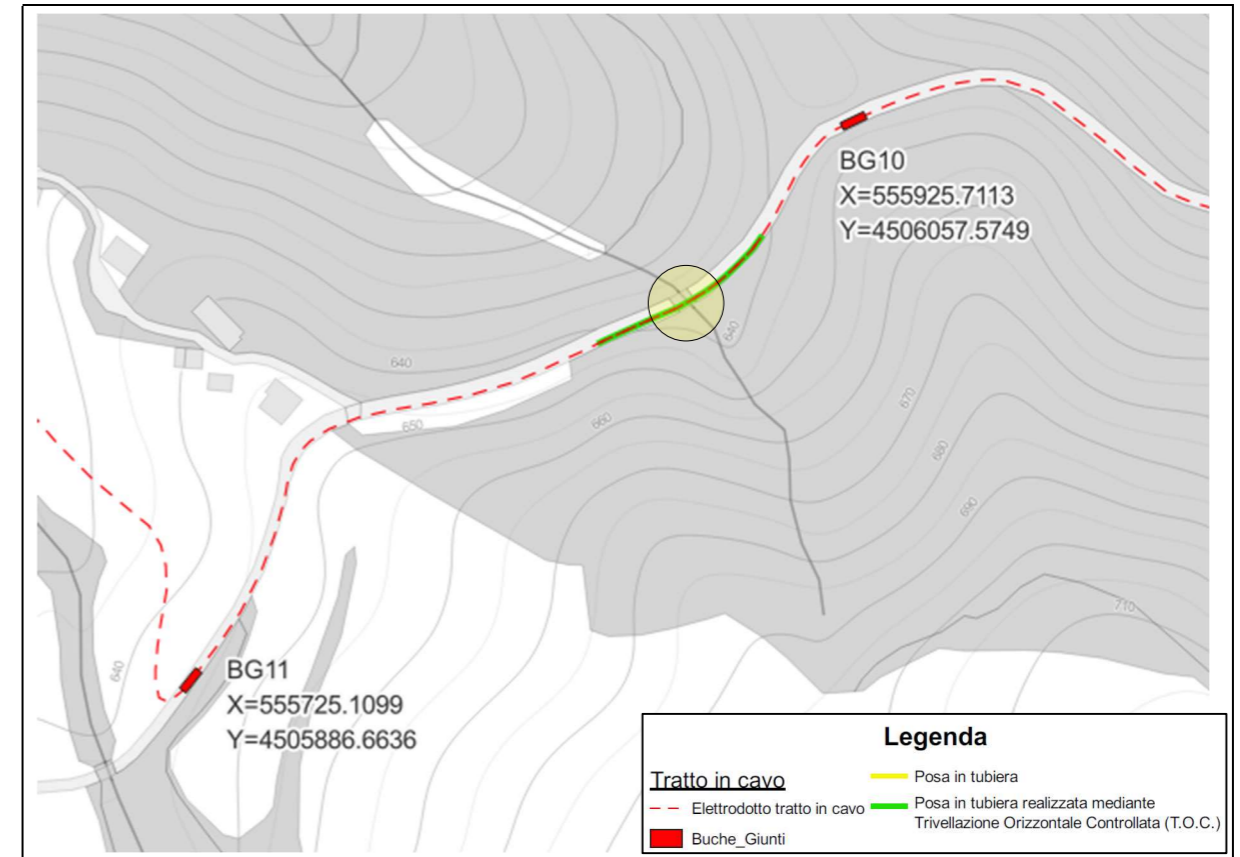 BG10
X=555925.7113
Y=4506057.5749
640
640
670
650
660
680
690
710
640
BG11
X=555725.1099
Y=4505886.6636
Legenda
Tratto in cavo
Elettrodotto tratto in cavo
Buche_Giunti
Posa in tubiera
Posa in tubiera realizzata mediante
Trivellazione Orizzontale Controllata (T.O.C.)